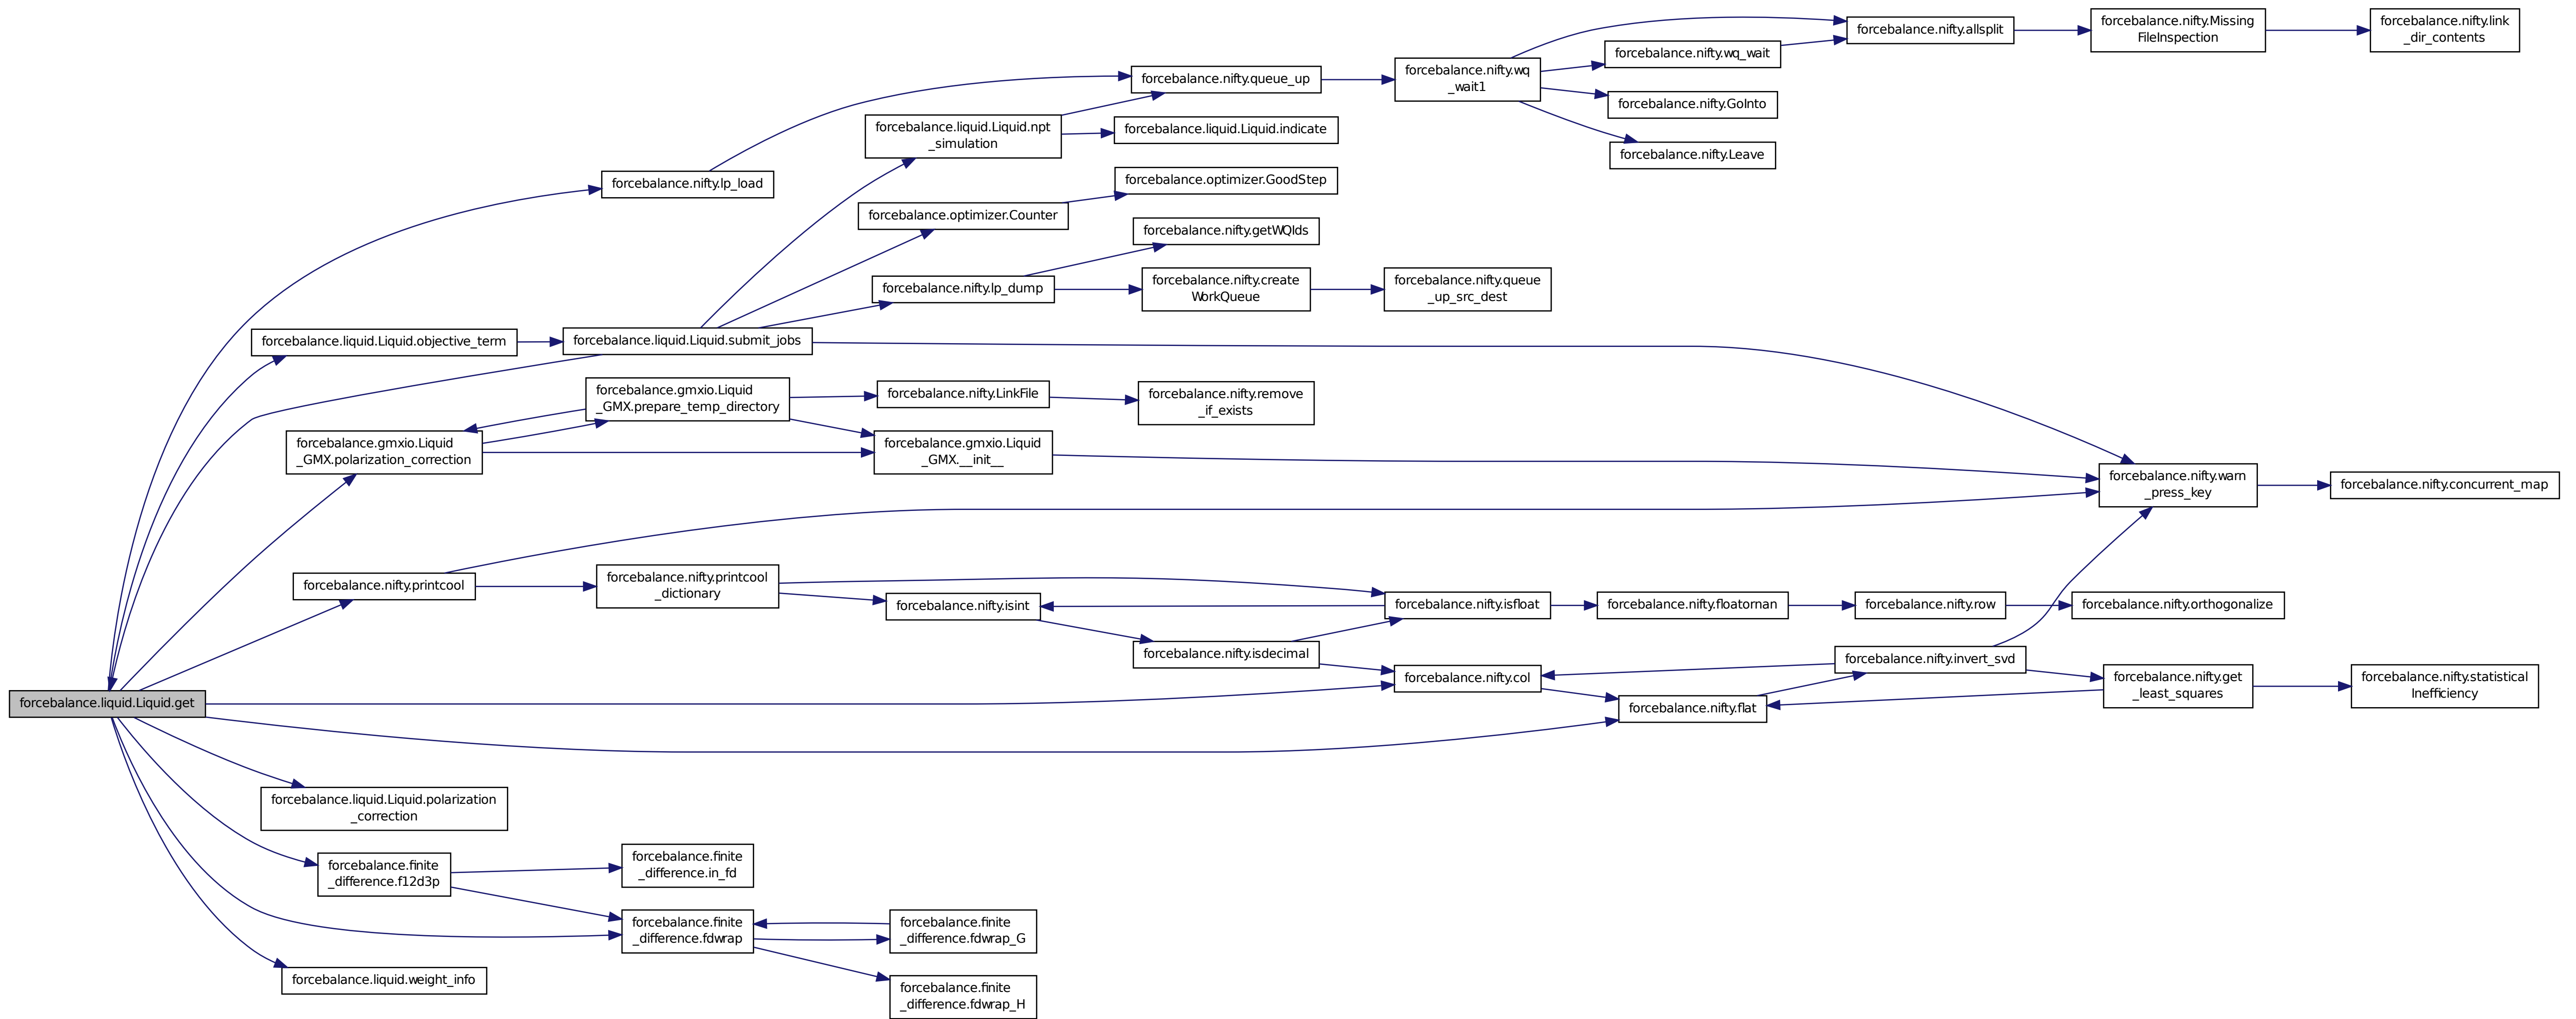 forcebalance.nifty.Missing
FileInspection
forcebalance.nifty.link
_dir_contents
forcebalance.nifty.allsplit
forcebalance.nifty.wq_wait
forcebalance.nifty.queue_up
forcebalance.nifty.wq
_wait1
forcebalance.nifty.GoInto
forcebalance.liquid.Liquid.npt
_simulation
forcebalance.liquid.Liquid.indicate
forcebalance.nifty.Leave
forcebalance.nifty.lp_load
forcebalance.optimizer.GoodStep
forcebalance.optimizer.Counter
forcebalance.nifty.getWQIds
forcebalance.nifty.lp_dump
forcebalance.nifty.create
WorkQueue
forcebalance.nifty.queue
_up_src_dest
forcebalance.liquid.Liquid.objective_term
forcebalance.liquid.Liquid.submit_jobs
forcebalance.gmxio.Liquid
_GMX.prepare_temp_directory
forcebalance.nifty.LinkFile
forcebalance.nifty.remove
_if_exists
forcebalance.gmxio.Liquid
_GMX.polarization_correction
forcebalance.gmxio.Liquid
_GMX.__init__
forcebalance.nifty.warn
_press_key
forcebalance.nifty.concurrent_map
forcebalance.nifty.printcool
forcebalance.nifty.printcool
_dictionary
forcebalance.nifty.isint
forcebalance.nifty.isfloat
forcebalance.nifty.floatornan
forcebalance.nifty.row
forcebalance.nifty.orthogonalize
forcebalance.nifty.isdecimal
forcebalance.nifty.col
forcebalance.nifty.invert_svd
forcebalance.nifty.get
_least_squares
forcebalance.nifty.statistical
Inefficiency
forcebalance.liquid.Liquid.get
forcebalance.nifty.flat
forcebalance.liquid.Liquid.polarization
_correction
forcebalance.finite
_difference.f12d3p
forcebalance.finite
_difference.in_fd
forcebalance.finite
_difference.fdwrap
forcebalance.finite
_difference.fdwrap_G
forcebalance.liquid.weight_info
forcebalance.finite
_difference.fdwrap_H